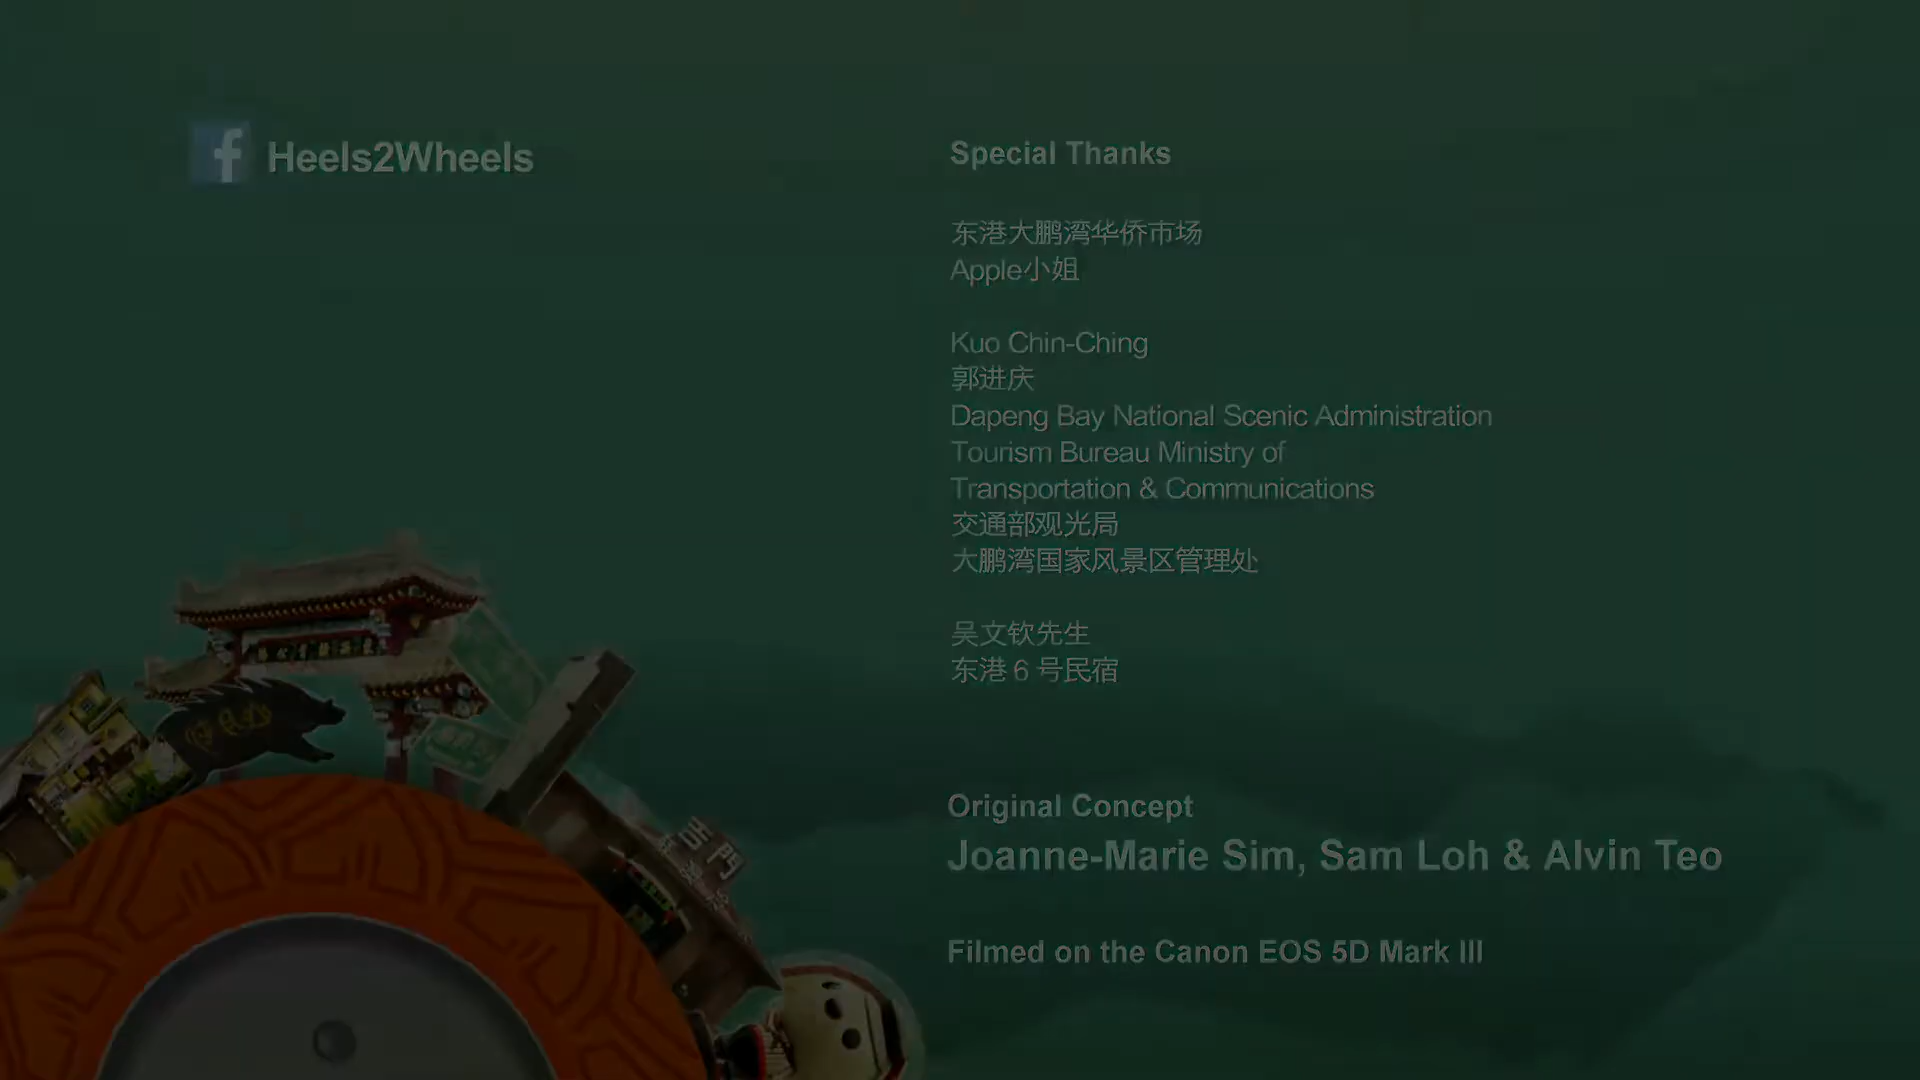 Heels2Wheels
Special Thanks
东港大鹏湾华侨市场
Apple小姐
Kuo Chin-Ching
郭进庆
Dapeng Bay National Scenic Administration
Tourism Bureau Ministry of
Transportation & Communications
交通部观光局
大鹏湾国家风景区管理处
吴文钦先生
东港 6 号民宿
Original Concept
Joanne-Marie Sim, Sam Loh & Alvin Teo
Filmed on the Canon EOS 5D Mark III